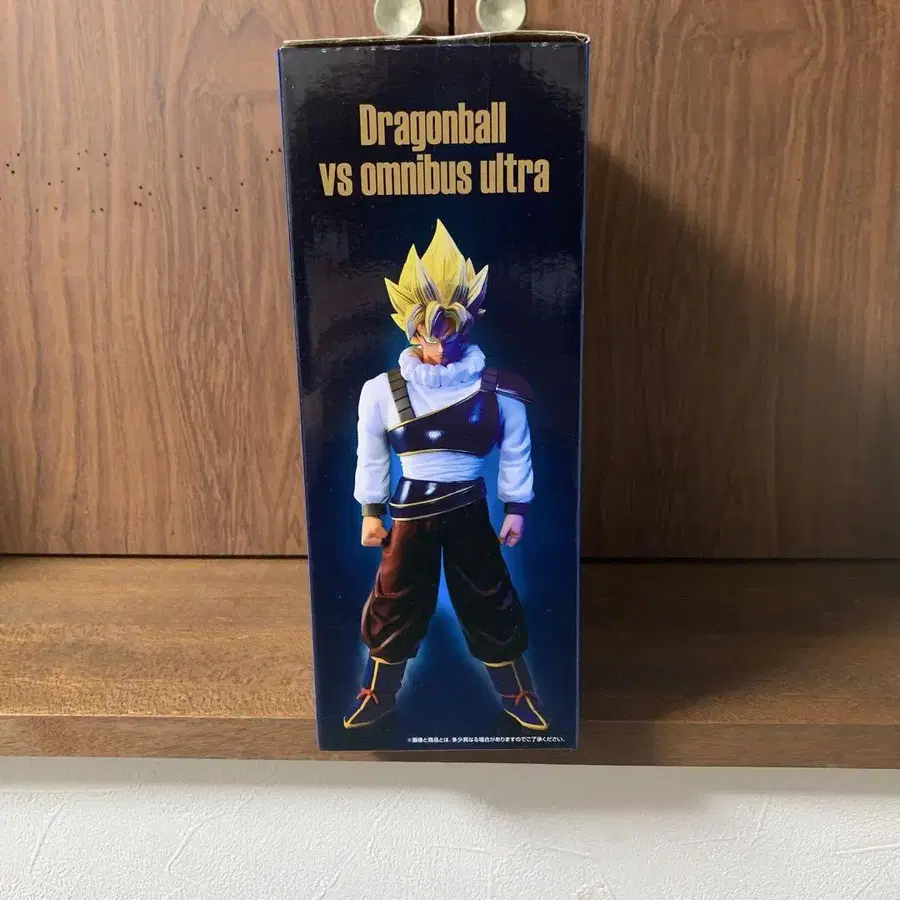 Dragonball
vs omnibus ultra
※画像と商品とは、多少異なる場合がありますのでご了承ください。